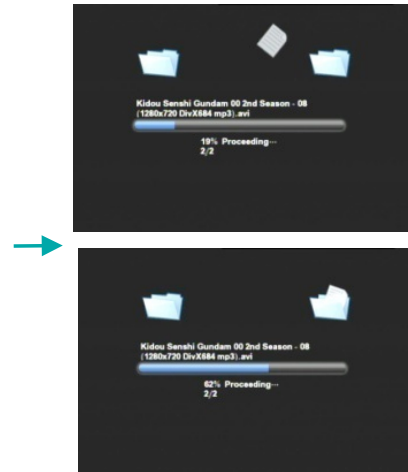 Kidou Senshi Gundam 00 2nd Season - 08
(1280x720 DivX684 mp3).avi
19% Proceeding...
2/2
Kidou Senshi Gundam 00 2nd Season - 08
(1280x720 DivX684 mp3).avi
62% Proceeding...
2/2